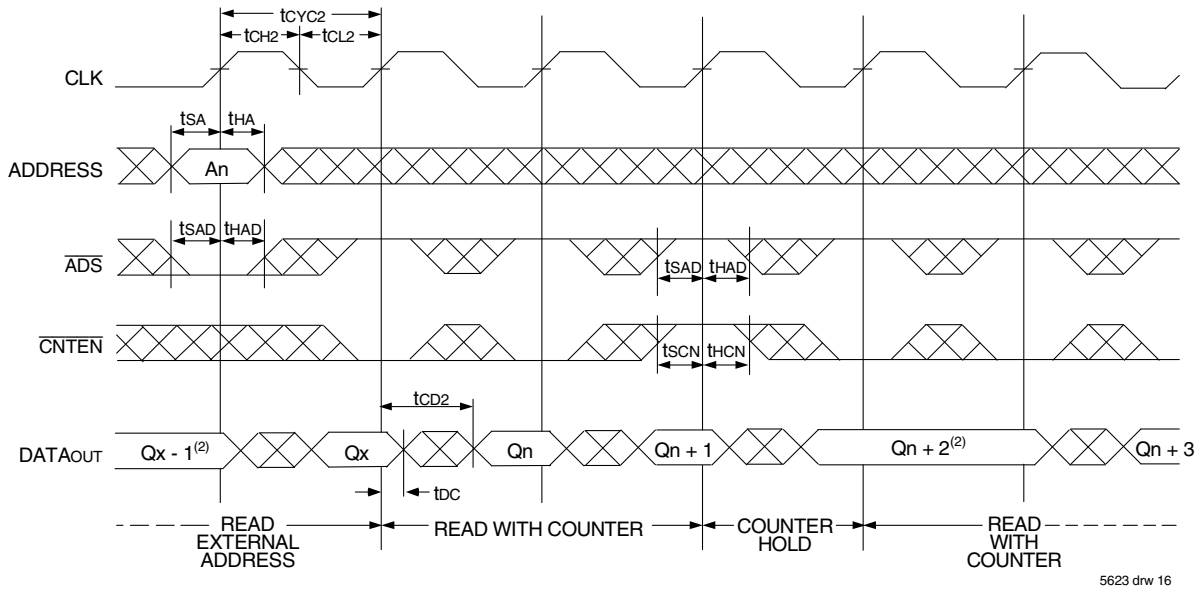 tCYC2
tCH2 tCL2
CLK
tSA tHA
ADDRESS An
tSAD tHAD
ADS
tSAD tHAD
CNTEN
tSCN tHCN
tCD2
DATAOUT Qx - 1(2) Qx Qn Qn + 1 Qn + 2(2) Qn + 3
tDC
READ EXTERNAL ADDRESS
READ WITH COUNTER
COUNTER HOLD
READ WITH COUNTER
5623 drw 16